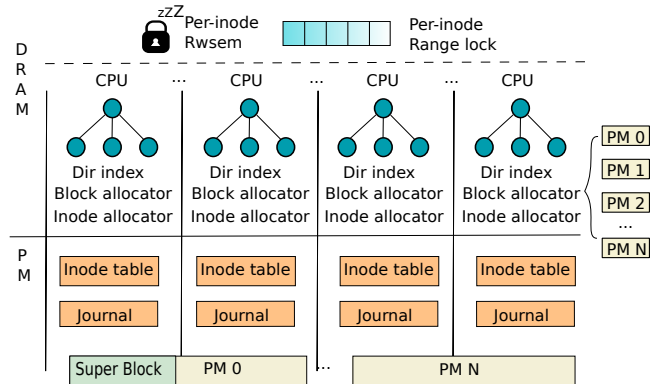 zzZ
Per-inode
Rwsem
Per-inode
Range lock
D
R
A
M
CPU ... CPU ... CPU ... CPU
Dir index Dir index Dir index Dir index
Block allocator Block allocator Block allocator Block allocator
Inode allocator Inode allocator Inode allocator Inode allocator
PM 0
PM 1
PM 2
...
PM N
P
M
Inode table Inode table Inode table Inode table
Journal Journal Journal Journal
Super Block PM 0 ... PM N